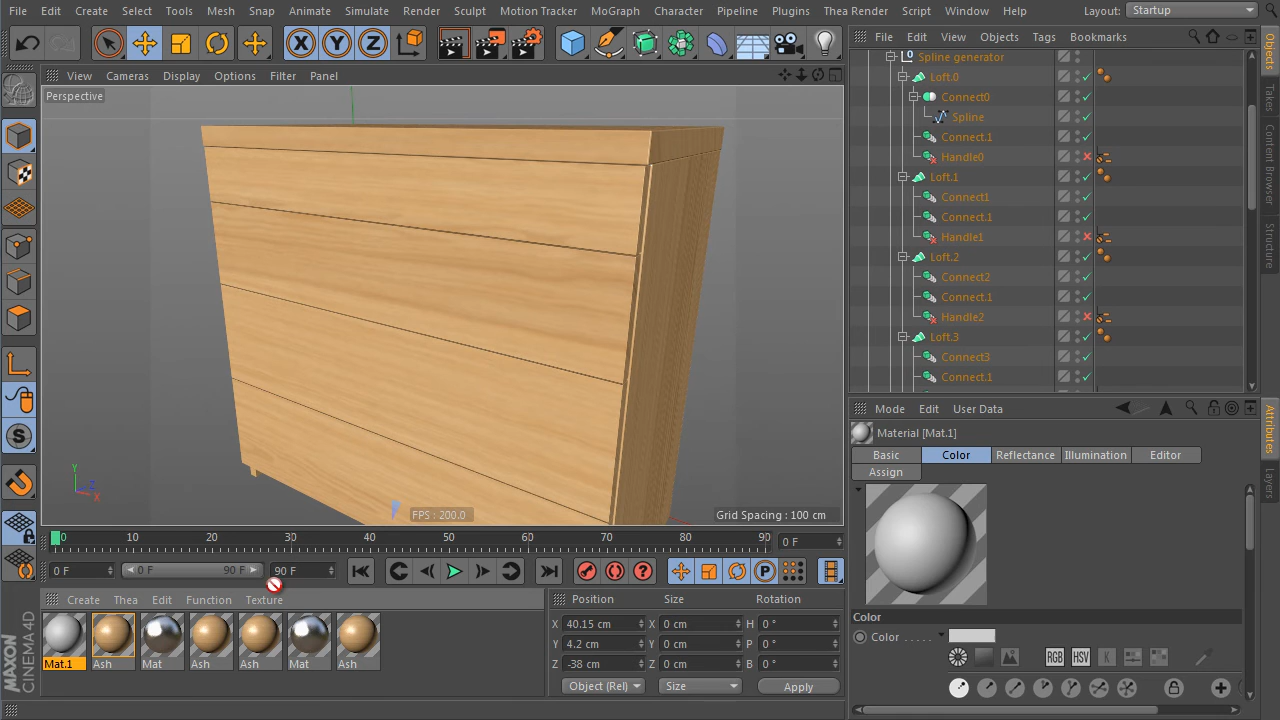 File Edit Create Select Tools Mesh Snap Animate Simulate Render Sculpt Motion Tracker MoGraph Character Pipeline Plugins Thea Render Script Window Help Layout: Startup
X Y Z
File Edit View Objects Tags Bookmarks
View Cameras Display Options Filter Panel
Perspective
Spline generator
Loft.0
Connect0
Spline
Connect.1
Handle0
Loft.1
Connect1
Connect.1
Handle1
Loft.2
Connect2
Connect.1
Handle2
Loft.3
Connect3
Connect.1
Objects
Takes
Content Browser
Structure
Y
Z
X
FPS : 200.0
Grid Spacing : 100 cm
Mode Edit User Data
Material [Mat.1]
Basic Color Reflectance Illumination Editor
Assign
Attributes
Layers
0 10 20 30 40 50 60 70 80 90 0 F
0 F 0 F 90 F 90 F
P
Create Thea Edit Function Texture
Mat.1 Ash Mat Ash Ash Mat Ash
Position Size Rotation
X 40.15 cm X 0 cm H 0 °
Y 4.2 cm Y 0 cm P 0 °
Z -38 cm Z 0 cm B 0 °
Object (Rel) Size Apply
Color
Color . . . . .
RGB HSV K
MAXON
CINEMA 4D
S